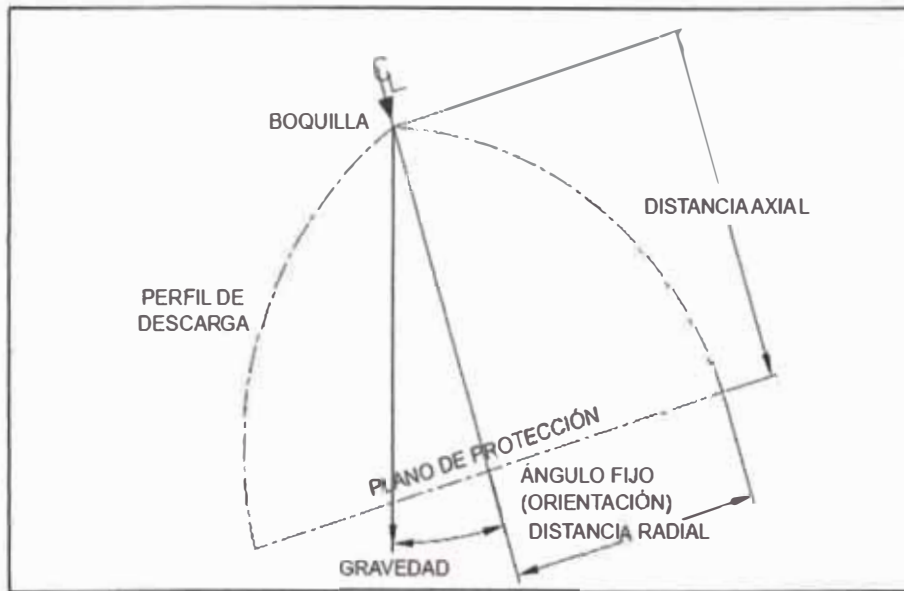 CL
BOQUILLA
DISTANCIA AXIAL
PERFIL DE
DESCARGA
PLANO DE PROTECCIÓN
ÁNGULO FIJO
(ORIENTACIÓN)
DISTANCIA RADIAL
GRAVEDAD